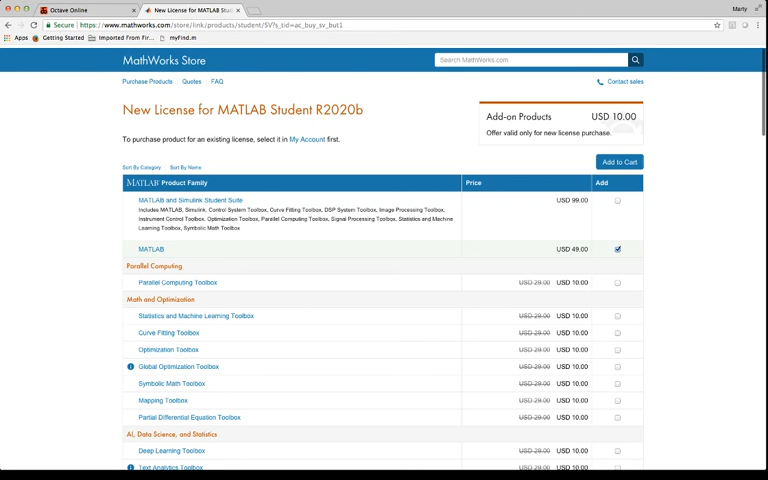 Octave Online
New License for MATLAB Stud
Marty
Secure
https://www.mathworks.com/store/link/products/student/SV?s_tid=ac_buy_sv_but1
Apps Getting Started Imported From Fir... myFind.m
MathWorks Store
Search MathWorks.com
Purchase Products Quotes FAQ
Contact sales
New License for MATLAB Student R2020b
Add-on Products USD 10.00
Offer valid only for new license purchase.
To purchase product for an existing license, select it in My Account first.
Add to Cart
Sort By Category Sort By Name
MATLAB Product Family Price Add
MATLAB and Simulink Student Suite USD 99.00
Includes MATLAB, Simulink, Control System Toolbox, Curve Fitting Toolbox, DSP System Toolbox, Image Processing Toolbox,
Instrument Control Toolbox, Optimization Toolbox, Parallel Computing Toolbox, Signal Processing Toolbox, Statistics and Machine
Learning Toolbox, Symbolic Math Toolbox
MATLAB USD 49.00
Parallel Computing
Parallel Computing Toolbox USD 29.00 USD 10.00
Math and Optimization
Statistics and Machine Learning Toolbox USD 29.00 USD 10.00
Curve Fitting Toolbox USD 29.00 USD 10.00
Optimization Toolbox USD 29.00 USD 10.00
Global Optimization Toolbox USD 29.00 USD 10.00
Symbolic Math Toolbox USD 29.00 USD 10.00
Mapping Toolbox USD 29.00 USD 10.00
Partial Differential Equation Toolbox USD 29.00 USD 10.00
AI, Data Science, and Statistics
Deep Learning Toolbox USD 29.00 USD 10.00
Text Analytics Toolbox USD 29.00 USD 10.00